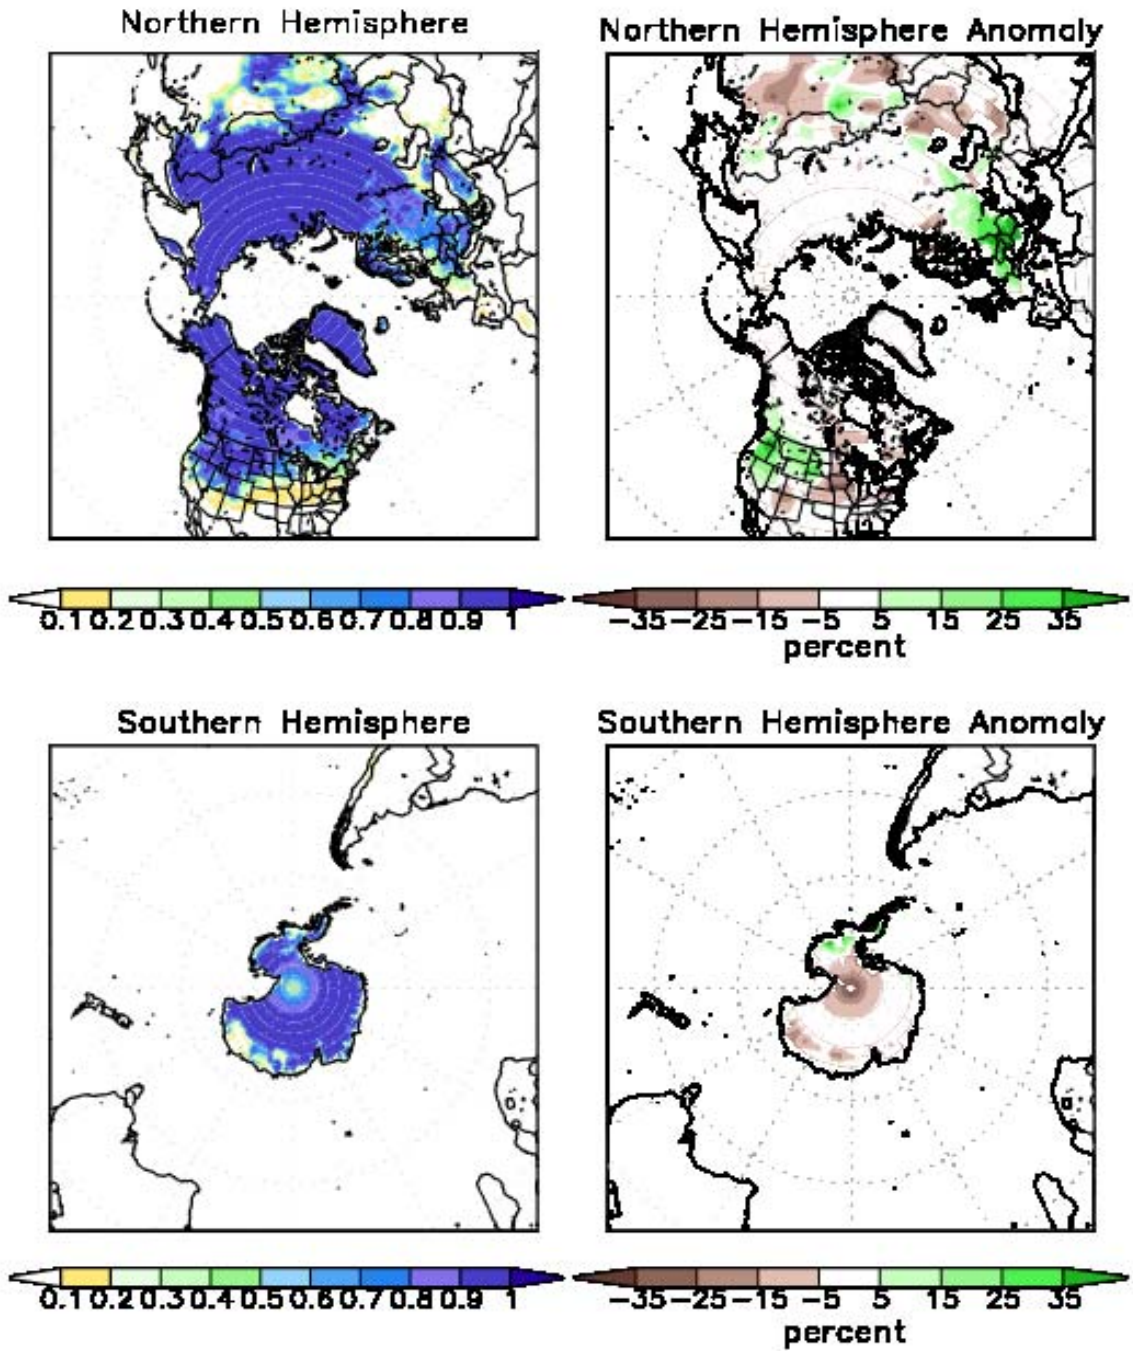 Northern Hemisphere
Northern Hemisphere Anomaly
0.1 0.2 0.3 0.4 0.5 0.6 0.7 0.8 0.9 1
-35 -25 -15 -5 5 15 25 35
percent
Southern Hemisphere
Southern Hemisphere Anomaly
0.1 0.2 0.3 0.4 0.5 0.6 0.7 0.8 0.9 1
-35 -25 -15 -5 5 15 25 35
percent